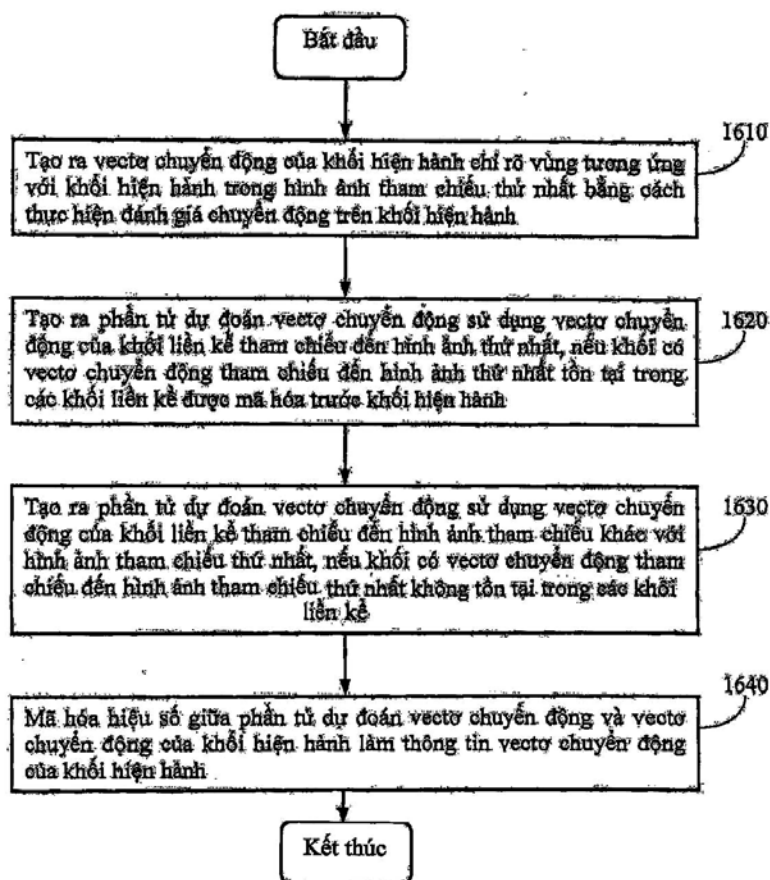 Bắt đầu
1610
Tạo ra vectơ chuyển động của khối hiện hành chỉ rõ vùng tương ứng
với khối hiện hành trong hình ảnh tham chiếu thứ nhất bằng cách
thực hiện đánh giá chuyển động trên khối hiện hành
1620
Tạo ra phần tử dự đoán vectơ chuyển động sử dụng vectơ chuyển
động của khối liền kề tham chiếu đến hình ảnh thứ nhất, nếu khối có
vectơ chuyển động tham chiếu đến hình ảnh thứ nhất tồn tại trong
các khối liền kề được mã hóa trước khối hiện hành
1630
Tạo ra phần tử dự đoán vectơ chuyển động sử dụng vectơ chuyển
động của khối liền kề tham chiếu đến hình ảnh tham chiếu khác với
hình ảnh tham chiếu thứ nhất, nếu khối có vectơ chuyển động tham
chiếu đến hình ảnh tham chiếu thứ nhất không tồn tại trong các khối
liền kề
1640
Mã hóa hiệu số giữa phần tử dự đoán vectơ chuyển động và vectơ
chuyển động của khối hiện hành làm thông tin vectơ chuyển động
của khối hiện hành
Kết thúc